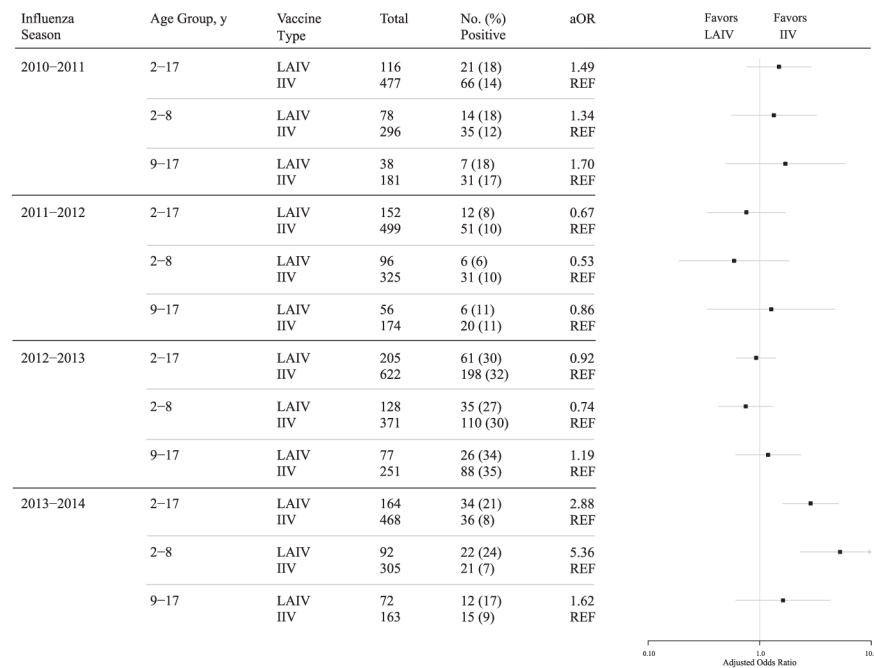 Influenza Season Age Group, y Vaccine Type Total No. (%) Positive aOR Favors LAIV Favors IIV
2010−2011 2−17 LAIV 116 21 (18) 1.49
IIV 477 66 (14) REF
2−8 LAIV 78 14 (18) 1.34
IIV 296 35 (12) REF
9−17 LAIV 38 7 (18) 1.70
IIV 181 31 (17) REF
2011−2012 2−17 LAIV 152 12 (8) 0.67
IIV 499 51 (10) REF
2−8 LAIV 96 6 (6) 0.53
IIV 325 31 (10) REF
9−17 LAIV 56 6 (11) 0.86
IIV 174 20 (11) REF
2012−2013 2−17 LAIV 205 61 (30) 0.92
IIV 622 198 (32) REF
2−8 LAIV 128 35 (27) 0.74
IIV 371 110 (30) REF
9−17 LAIV 77 26 (34) 1.19
IIV 251 88 (35) REF
2013−2014 2−17 LAIV 164 34 (21) 2.88
IIV 468 36 (8) REF
2−8 LAIV 92 22 (24) 5.36
IIV 305 21 (7) REF
9−17 LAIV 72 12 (17) 1.62
IIV 163 15 (9) REF
0.10 1.0 10.
Adjusted Odds Ratio